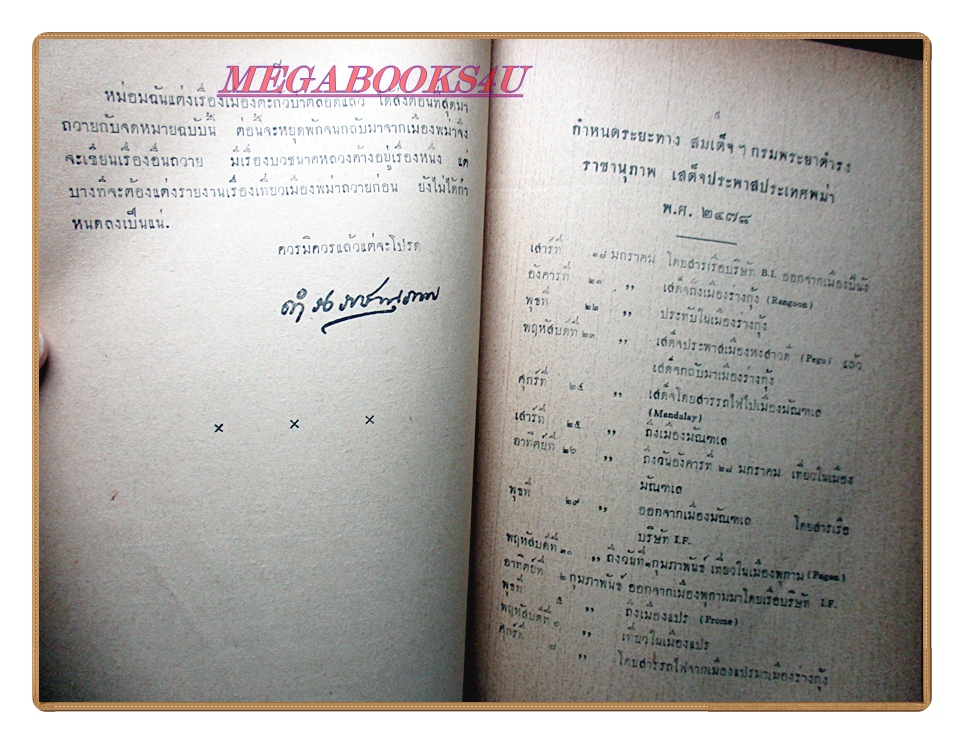 MEGABOOKS4U
หม่อมฉันแต่งเรื่องเมืองตะกั่วป่าตลอดแล้ว ได้ส่งตอนที่สุดมา
ถวายกับจดหมายฉบับนี้ ต่อนี้จะหยุดพักจนกลับมาจากเมืองพม่าจึง
จะเขียนเรื่องอื่นถวาย มีเรื่องบวชนาคหลวงค้างอยู่เรื่องหนึ่ง แต่
บางทีจะต้องแต่งรายงานเรื่องเที่ยวเมืองพม่าถวายก่อน ยังไม่ได้กำ
หนดลงเป็นแน่.
ควรมิควรแล้วแต่จะโปรด
ดำรงราชานุภาพ
× × ×
กำหนดระยะทาง สมเด็จฯ กรมพระยาดำรง
ราชานุภาพ เสด็จประพาสประเทศพม่า
พ.ศ. ๒๔๗๘
เสาร์ที่ ๑๘ มกราคม โดยสารเรือบริษัท B.I. ออกจากเมืองปีนัง
อังคารที่ ๒๑ ,, เสด็จถึงเมืองร่างกุ้ง (Rangoon)
พุธที่ ๒๒ ,, ประทับในเมืองร่างกุ้ง
พฤหัสบดีที่ ๒๓ ,, เสด็จประพาสเมืองหงสาวดี (Pegu) แล้ว
เสด็จกลับมาเมืองร่างกุ้ง
ศุกร์ที่ ๒๔ ,, เสด็จโดยสารรถไฟไปเมืองมัณฑเล
(Mandalay)
เสาร์ที่ ๒๕ ,, ถึงเมืองมัณฑเล
อาทิตย์ที่ ๒๖ ,, ถึงวันอังคารที่ ๒๘ มกราคม เที่ยวในเมือง
มัณฑเล
พุธที่ ๒๙ ,, ออกจากเมืองมัณฑเล โดยสารเรือ
บริษัท I.F.
พฤหัสบดีที่ ๓๐ ,, ถึงวันที่ ๑ กุมภาพันธ์ เที่ยวในเมืองพุกาม (Pagan)
อาทิตย์ที่ ๒ กุมภาพันธ์ ออกจากเมืองพุกามมาโดยเรือบริษัท I.F.
พุธที่ ๕ ,, ถึงเมืองแปร (Prome)
พฤหัสบดีที่ ๖ ,, เที่ยวในเมืองแปร
ศุกร์ที่ ๗ ,, โดยสารรถไฟจากเมืองแปรมาเมืองร่างกุ้ง